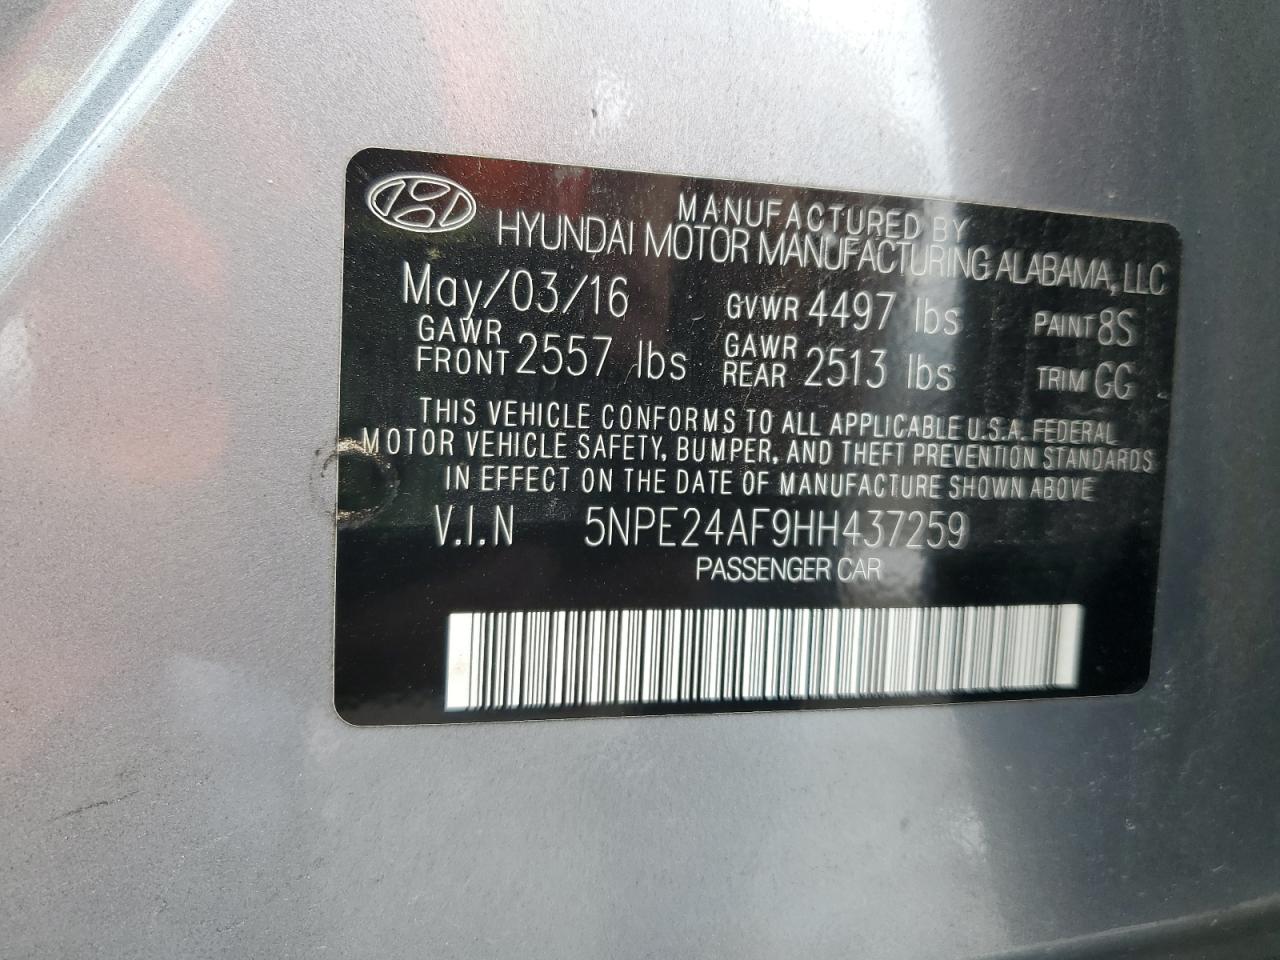 MANUFACTURED BY
HYUNDAI MOTOR MANUFACTURING ALABAMA, LLC
May/03/16 GVWR 4497 lbs PAINT 8S
GAWR FRONT 2557 lbs GAWR REAR 2513 lbs TRIM GG
THIS VEHICLE CONFORMS TO ALL APPLICABLE U.S.A. FEDERAL
MOTOR VEHICLE SAFETY, BUMPER, AND THEFT PREVENTION STANDARDS
IN EFFECT ON THE DATE OF MANUFACTURE SHOWN ABOVE
V.I.N 5NPE24AF9HH437259
PASSENGER CAR